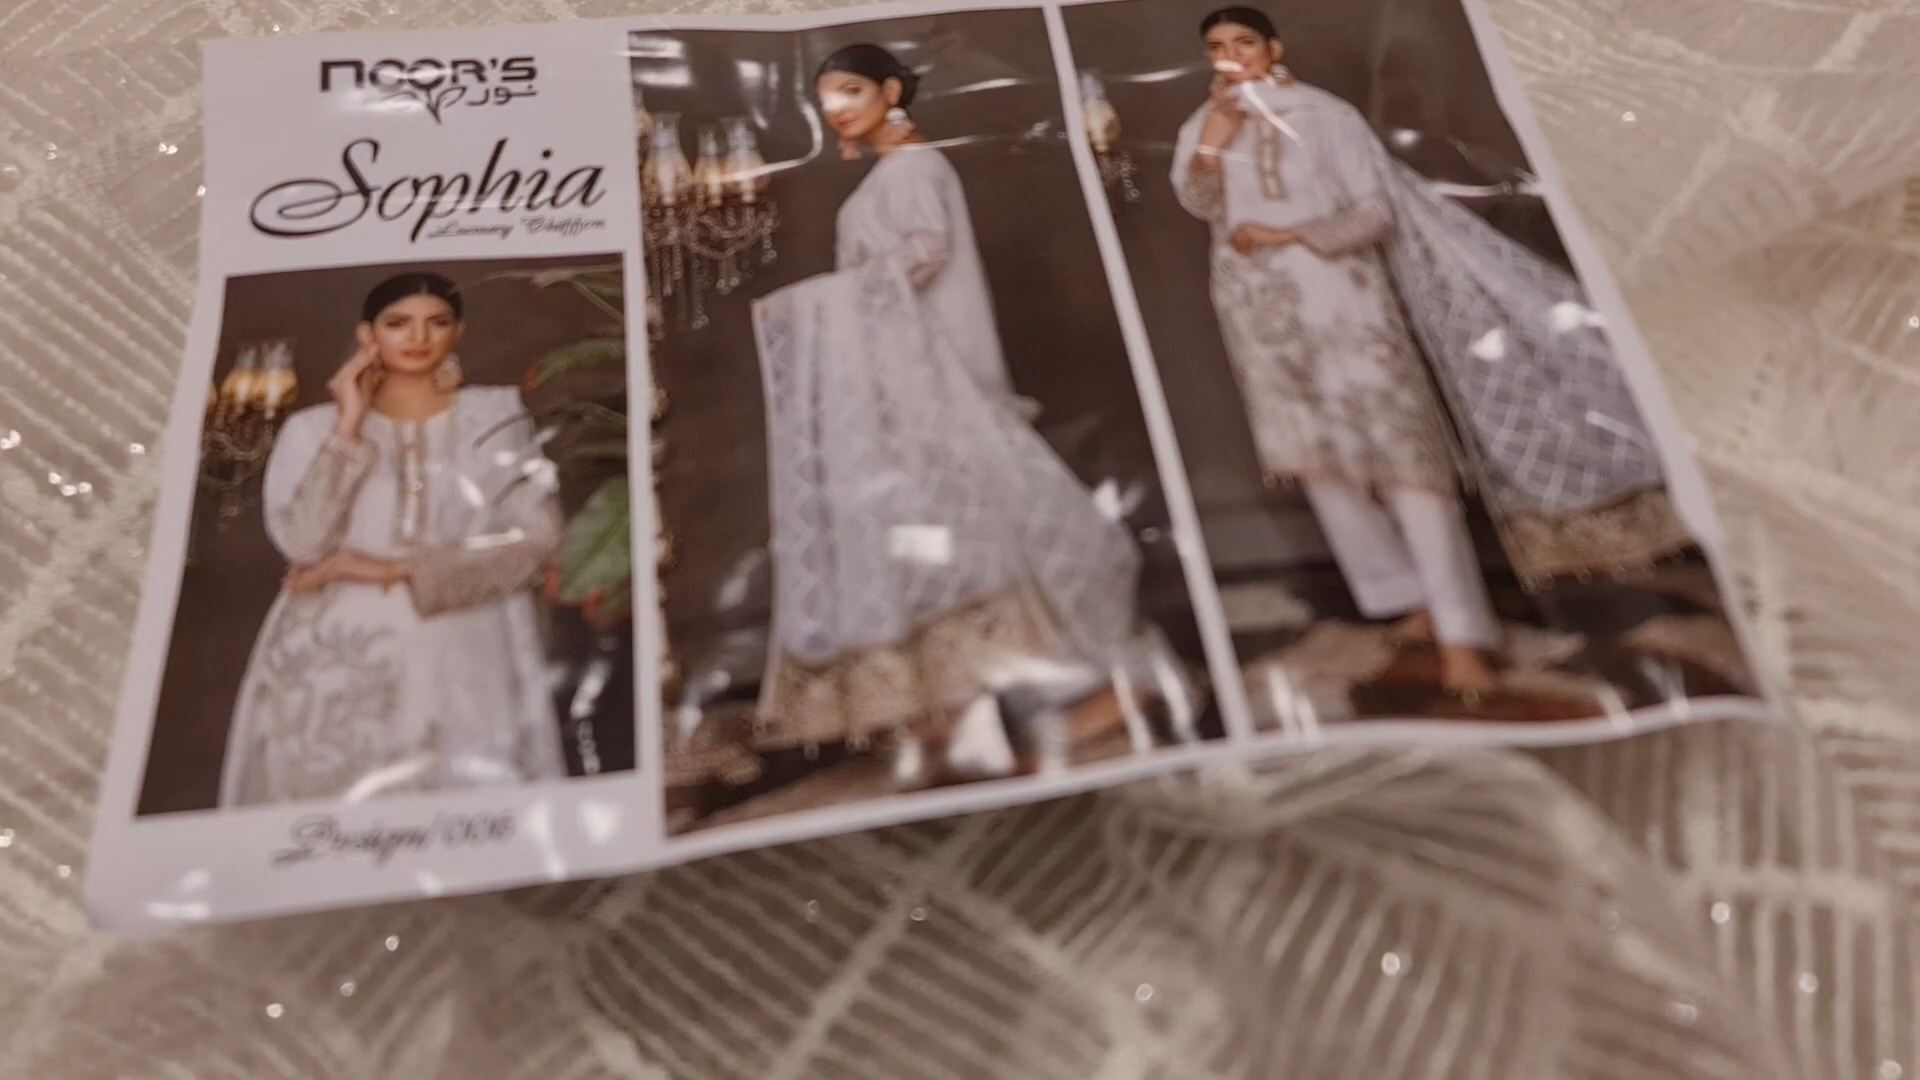 NOOR'S
نور
Sophia
Luxury Chiffon
Design 006